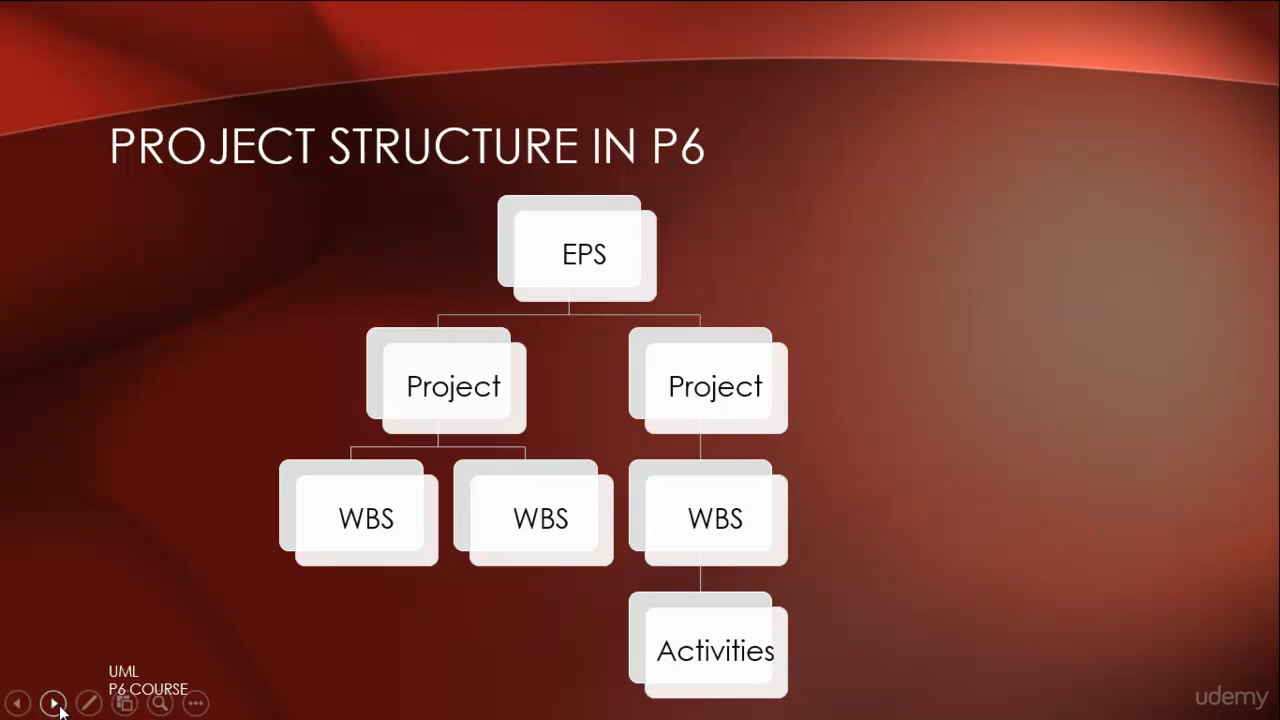 PROJECT STRUCTURE IN P6
EPS
Project
Project
WBS
WBS
WBS
Activities
UML
P6 COURSE
udemy